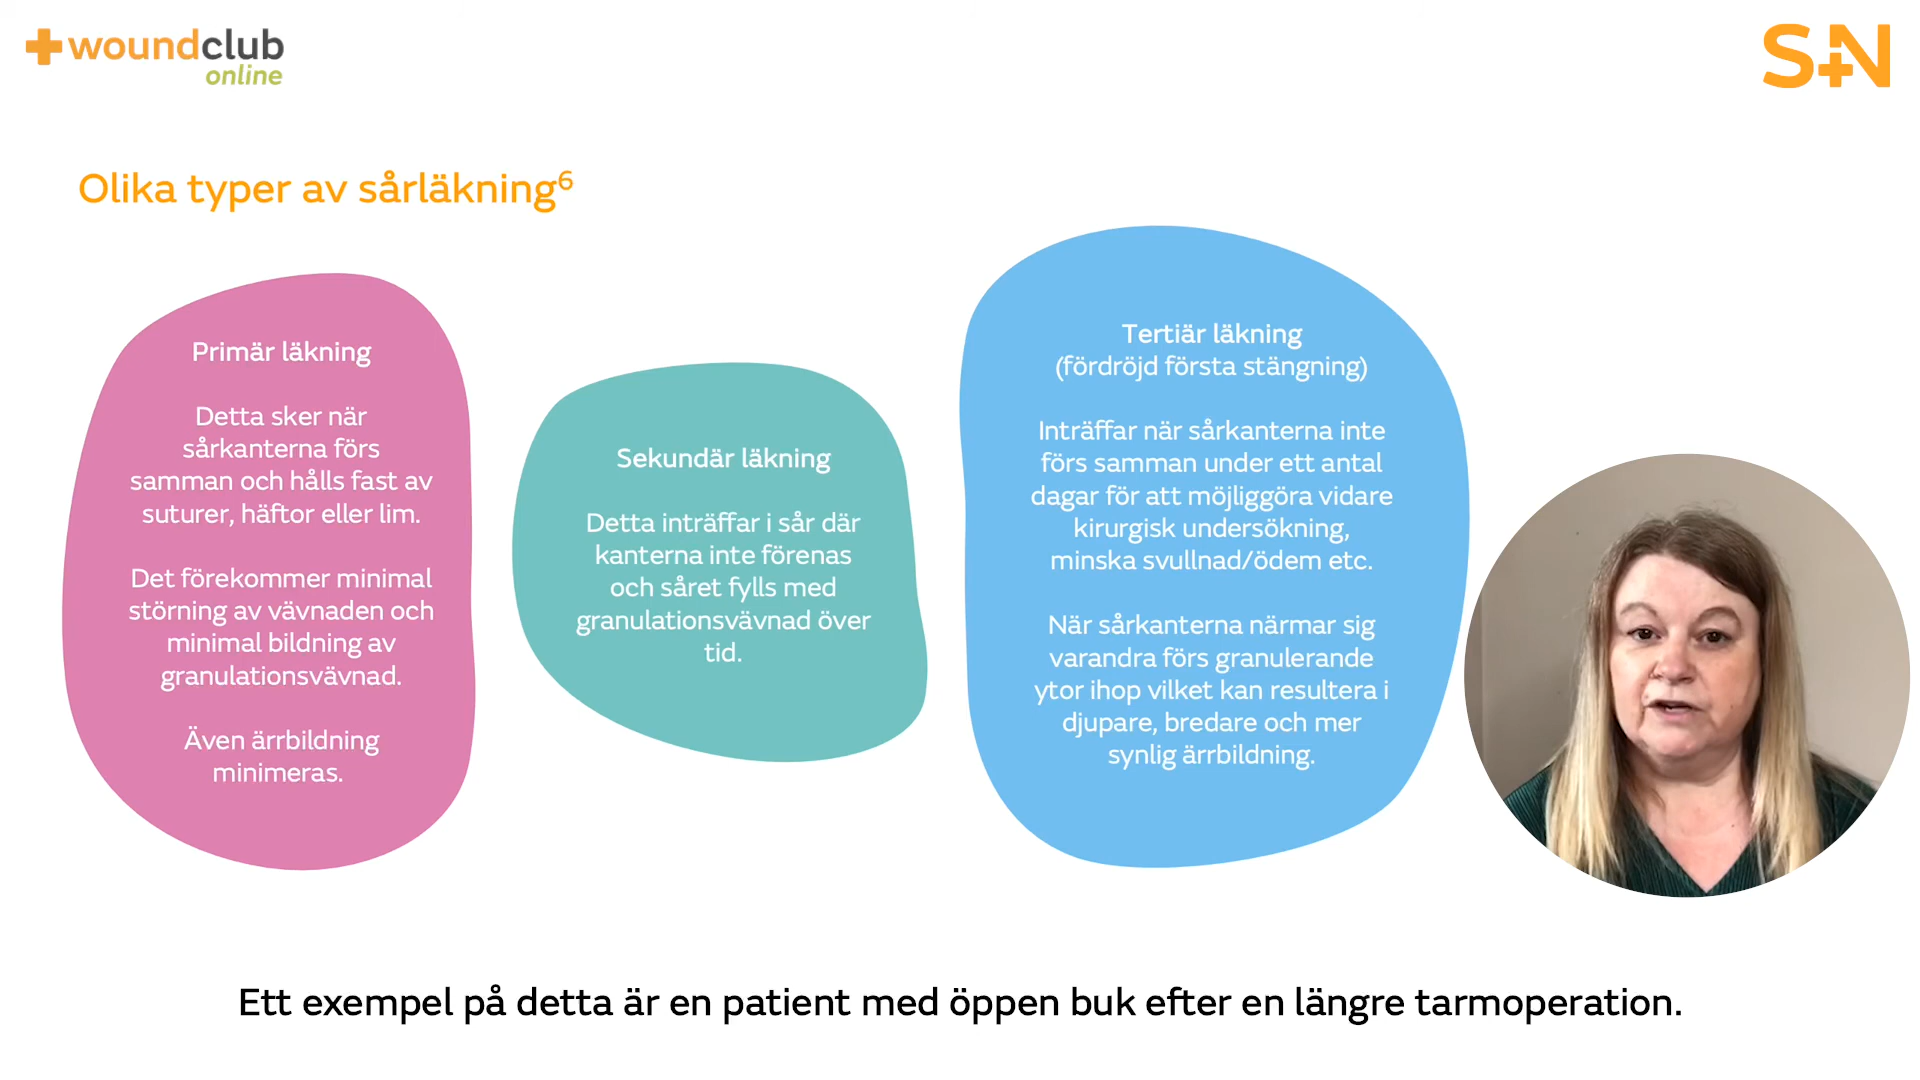 woundclub
online
S+N
Olika typer av sårläkning⁶
Primär läkning
Detta sker när
sårkanterna förs
samman och hålls fast av
suturer, häftor eller lim.
Det förekommer minimal
störning av vävnaden och
minimal bildning av
granulationsvävnad.
Även ärrbildning
minimeras.
Sekundär läkning
Detta inträffar i sår där
kanterna inte förenas
och såret fylls med
granulationsvävnad över
tid.
Tertiär läkning
(fördröjd första stängning)
Inträffar när sårkanterna inte
förs samman under ett antal
dagar för att möjliggöra vidare
kirurgisk undersökning,
minska svullnad/ödem etc.
När sårkanterna närmar sig
varandra förs granulerande
ytor ihop vilket kan resultera i
djupare, bredare och mer
synlig ärrbildning.
Ett exempel på detta är en patient med öppen buk efter en längre tarmoperation.